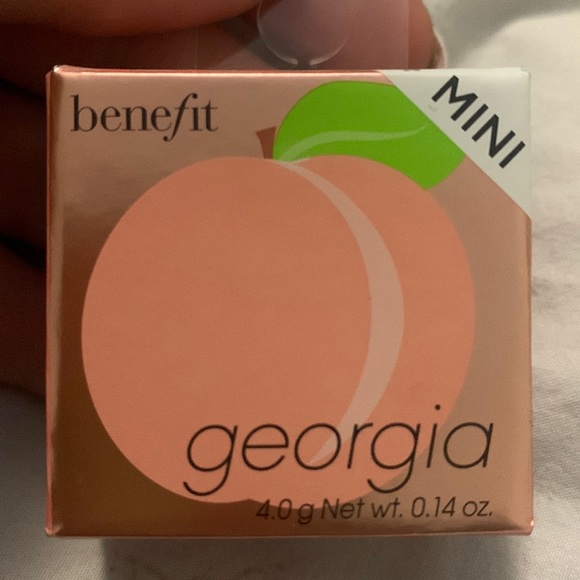 benefit
MINI
georgia
4.0 g Net wt. 0.14 oz.